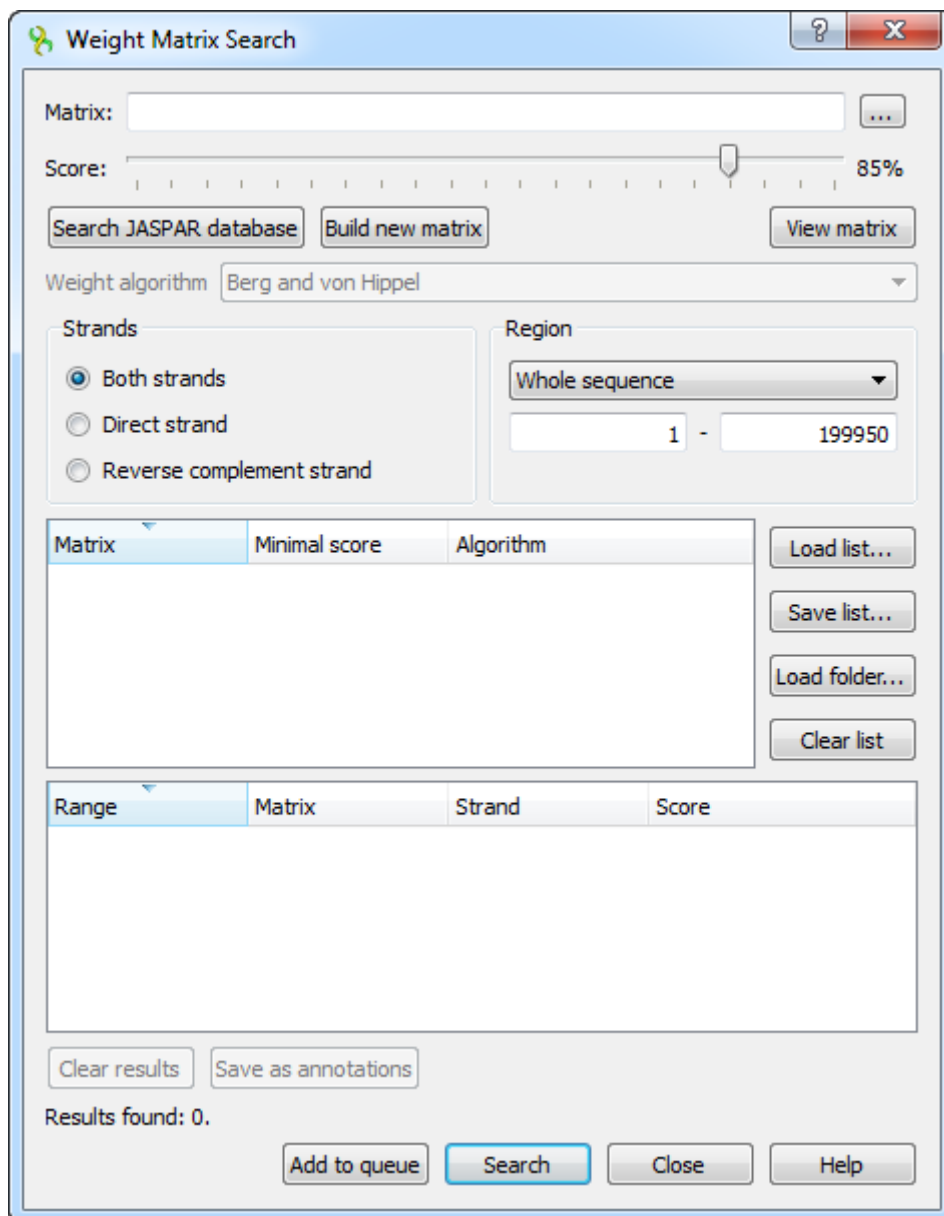 Weight Matrix Search
Matrix: ...
Score: 85%
Search JASPAR database Build new matrix View matrix
Weight algorithm Berg and von Hippel
Strands Region
Both strands Whole sequence
Direct strand 1 - 199950
Reverse complement strand
Matrix Minimal score Algorithm Load list...
Save list...
Load folder...
Clear list
Range Matrix Strand Score
Clear results Save as annotations
Results found: 0.
Add to queue Search Close Help